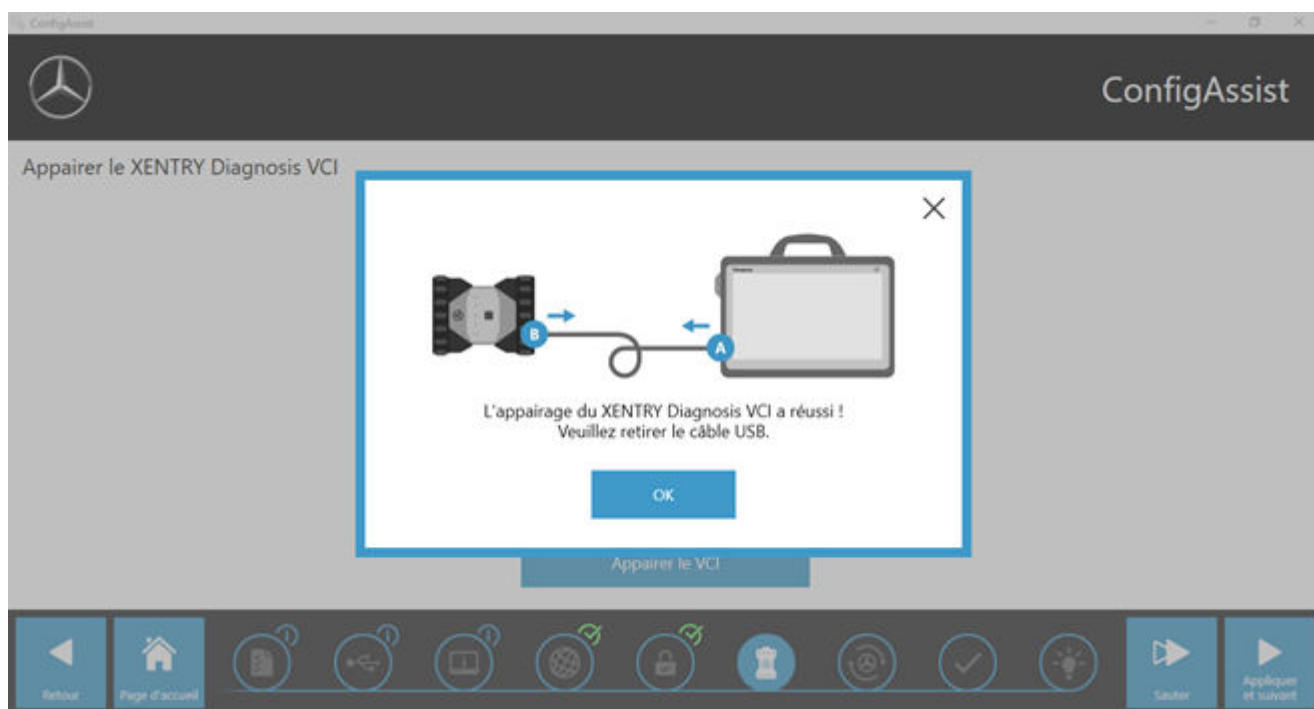 ConfigAssist
ConfigAssist
Appairer le XENTRY Diagnosis VCI
B
A
L'appairage du XENTRY Diagnosis VCI a réussi !
Veuillez retirer le câble USB.
OK
Appairer le VCI
Retour
Page d'accueil
Sauter
Appliquer
et suivant